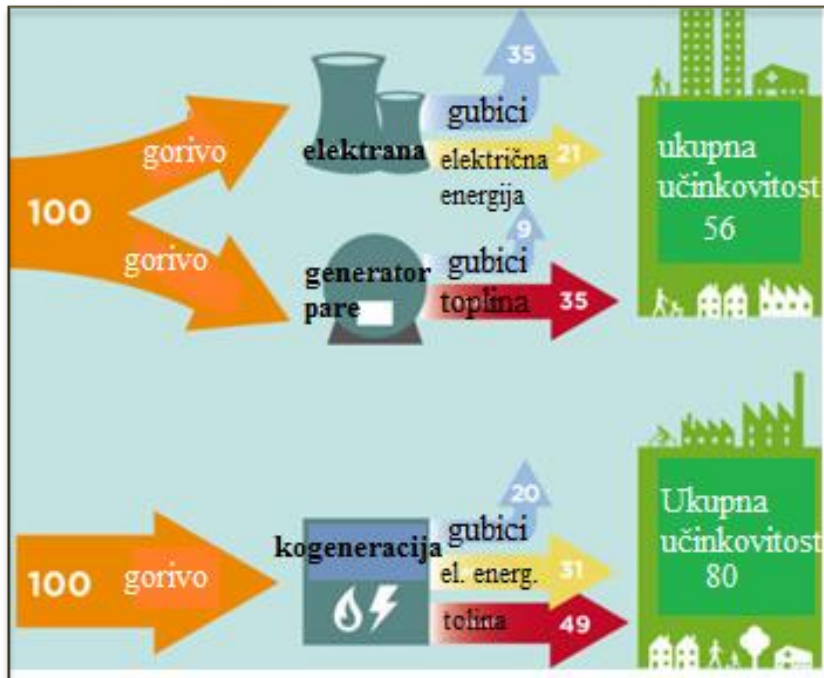 35
gorivo
gubici
elektrana
21
električna
energija
ukupna
učinkovitost
56
100
9
gorivo
generator
pare
gubici
toplina
35
20
Ukupna
učinkovitost
80
kogeneracija
gubici
100
gorivo
el. energ.
31
tolina
49